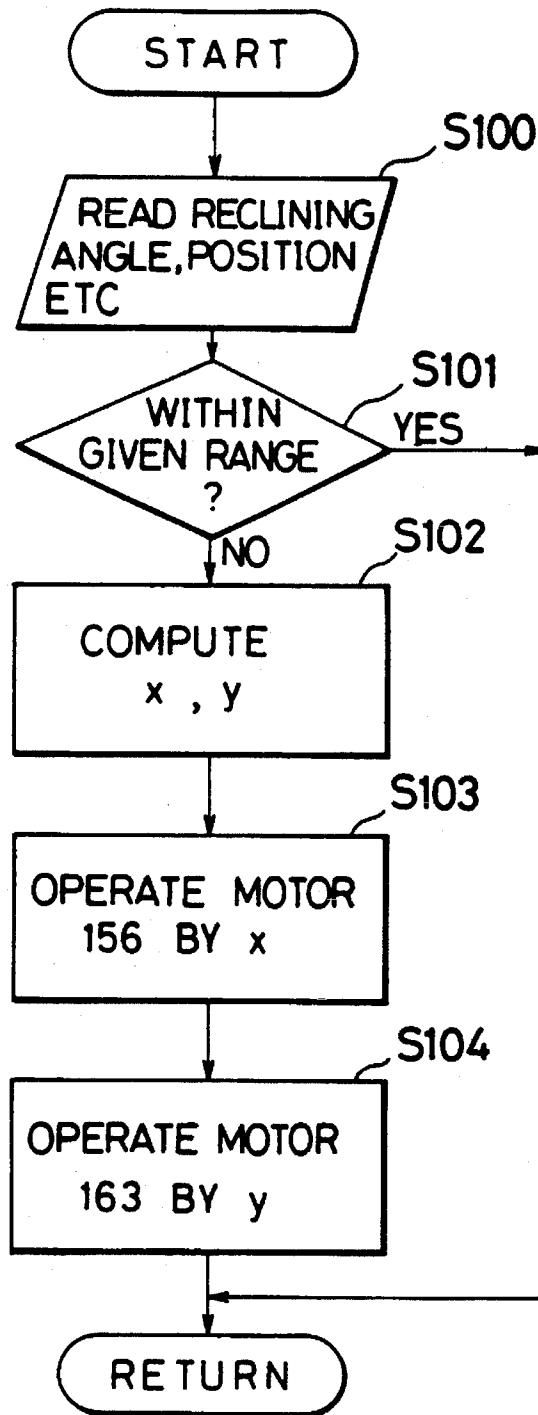 START
S100
READ RECLINING
ANGLE, POSITION
ETC
S101
WITHIN
GIVEN RANGE
?
YES
NO
S102
COMPUTE
x , y
S103
OPERATE MOTOR
156 BY x
S104
OPERATE MOTOR
163 BY y
RETURN